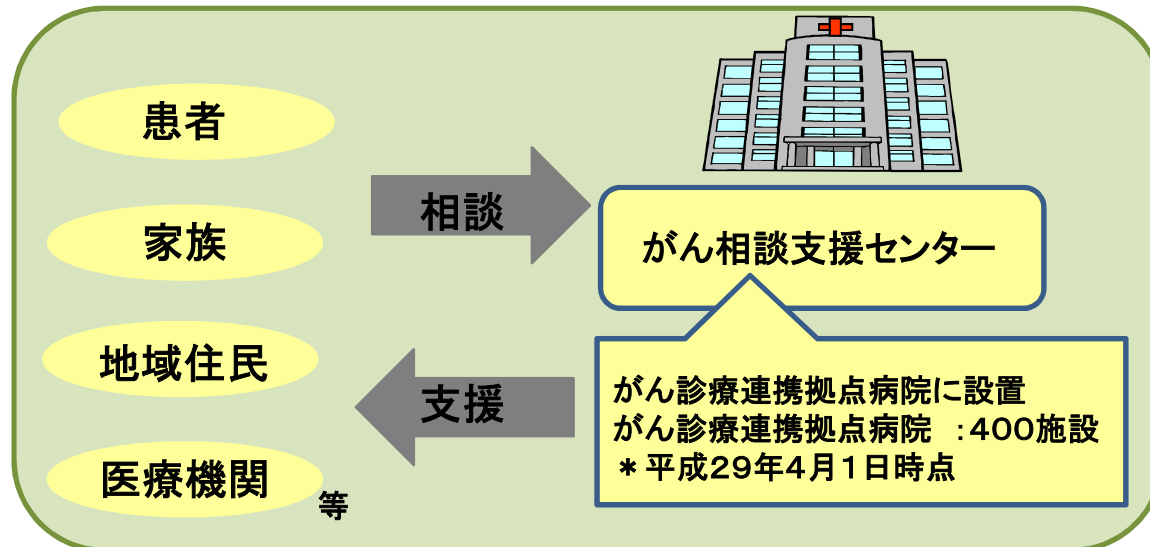 患者
家族
地域住民
医療機関
等
相談
支援
がん相談支援センター
がん診療連携拠点病院に設置
がん診療連携拠点病院 :400施設
*平成29年4月1日時点